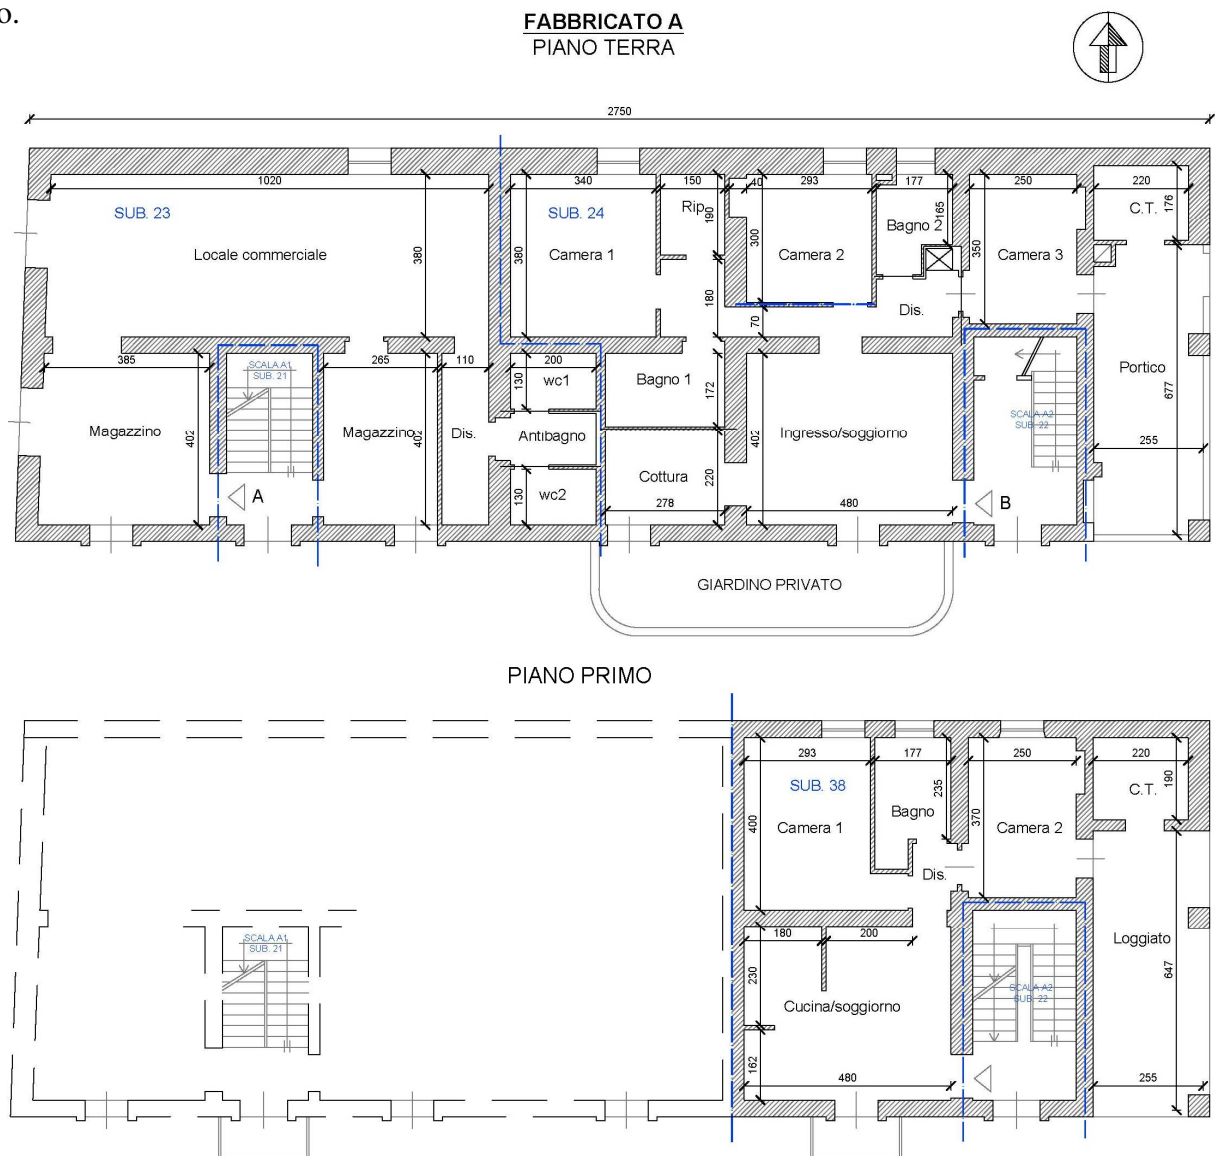 o.
FABBRICATO A
PIANO TERRA
2750
1020
340
150
40
293
177
250
220
SUB. 23
SUB. 24
Rip.
190
165
C.T.
176
Bagno 2
Locale commerciale
380
380
Camera 1
300
Camera 2
350
Camera 3
180
70
Dis.
385
SCALA A1
SUB. 21
265
110
200
130
wc1
Bagno 1
172
Portico
677
Magazzino
402
Magazzino
402
Dis.
Antibagno
402
Ingresso/soggiorno
SCALA A2
SUB. 22
255
130
wc2
Cottura
220
278
480
A
B
GIARDINO PRIVATO
PIANO PRIMO
293
177
250
220
SUB. 38
235
190
C.T.
400
Camera 1
Bagno
370
Camera 2
Dis.
SCALA A1
SUB. 21
180
200
Loggiato
647
230
Cucina/soggiorno
SCALA A2
SUB. 22
162
480
255